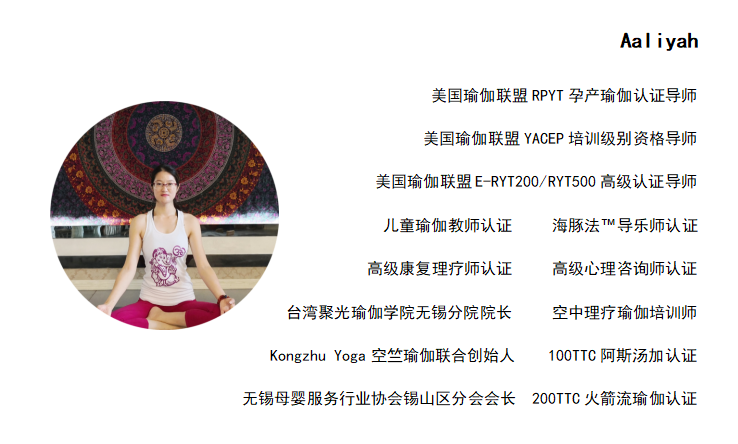 Aaliyah
美国瑜伽联盟 RPYT 孕产瑜伽认证导师
美国瑜伽联盟 YACEP 培训级别资格导师
美国瑜伽联盟 E-RYT200/RYT500 高级认证导师
儿童瑜伽教师认证 海豚法™导乐师认证
高级康复理疗师认证 高级心理咨询师认证
台湾聚光瑜伽学院无锡分院院长 空中理疗瑜伽培训师
Kongzhu Yoga 空竺瑜伽联合创始人 100TTC 阿斯汤加认证
无锡母婴服务行业协会锡山区分会会长 200TTC 火箭流瑜伽认证